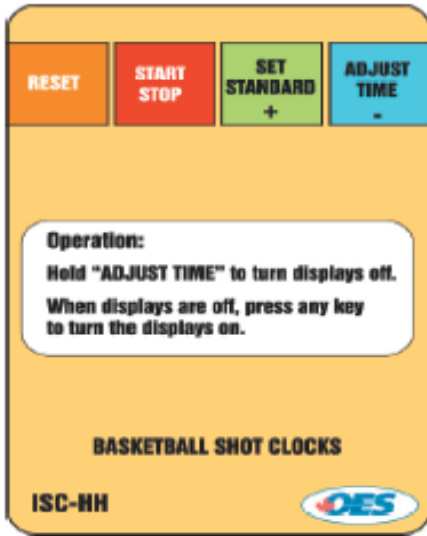 RESET
START
STOP
SET
STANDARD
+
ADJUST
TIME
-
Operation:
Hold "ADJUST TIME" to turn displays off.
When displays are off, press any key
to turn the displays on.
BASKETBALL SHOT CLOCKS
ISC-HH
OES